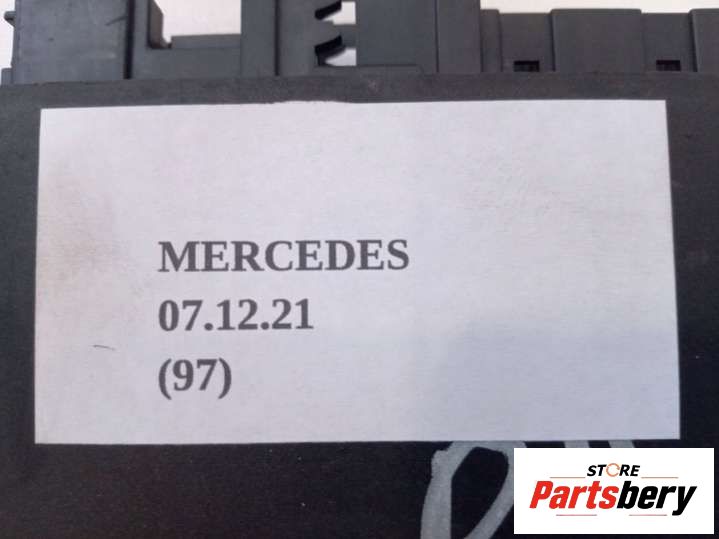 MERCEDES
07.12.21
(97)
STORE
Partsbery